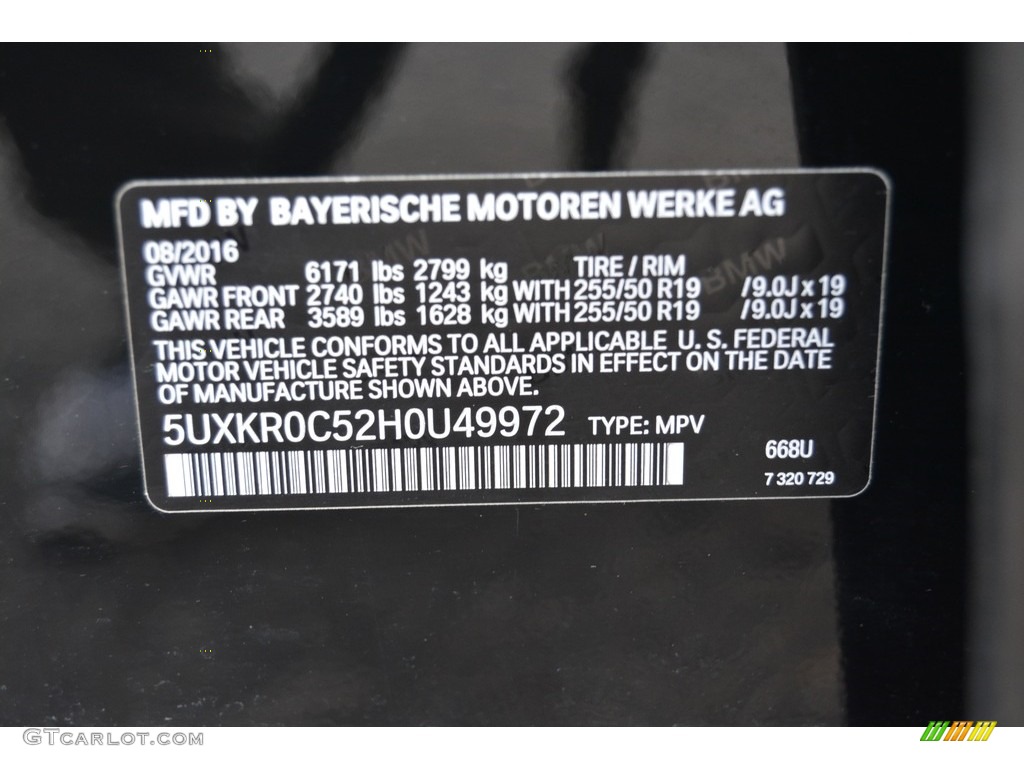 MFD BY BAYERISCHE MOTOREN WERKE AG
08/2016
GVWR 6171 lbs 2799 kg TIRE / RIM
GAWR FRONT 2740 lbs 1243 kg WITH 255/50 R19 /9.0J x 19
GAWR REAR 3589 lbs 1628 kg WITH 255/50 R19 /9.0J x 19
THIS VEHICLE CONFORMS TO ALL APPLICABLE U. S. FEDERAL
MOTOR VEHICLE SAFETY STANDARDS IN EFFECT ON THE DATE
OF MANUFACTURE SHOWN ABOVE.
5UXKR0C52H0U49972 TYPE: MPV
668U
7 320 729
GTCARLOT.COM